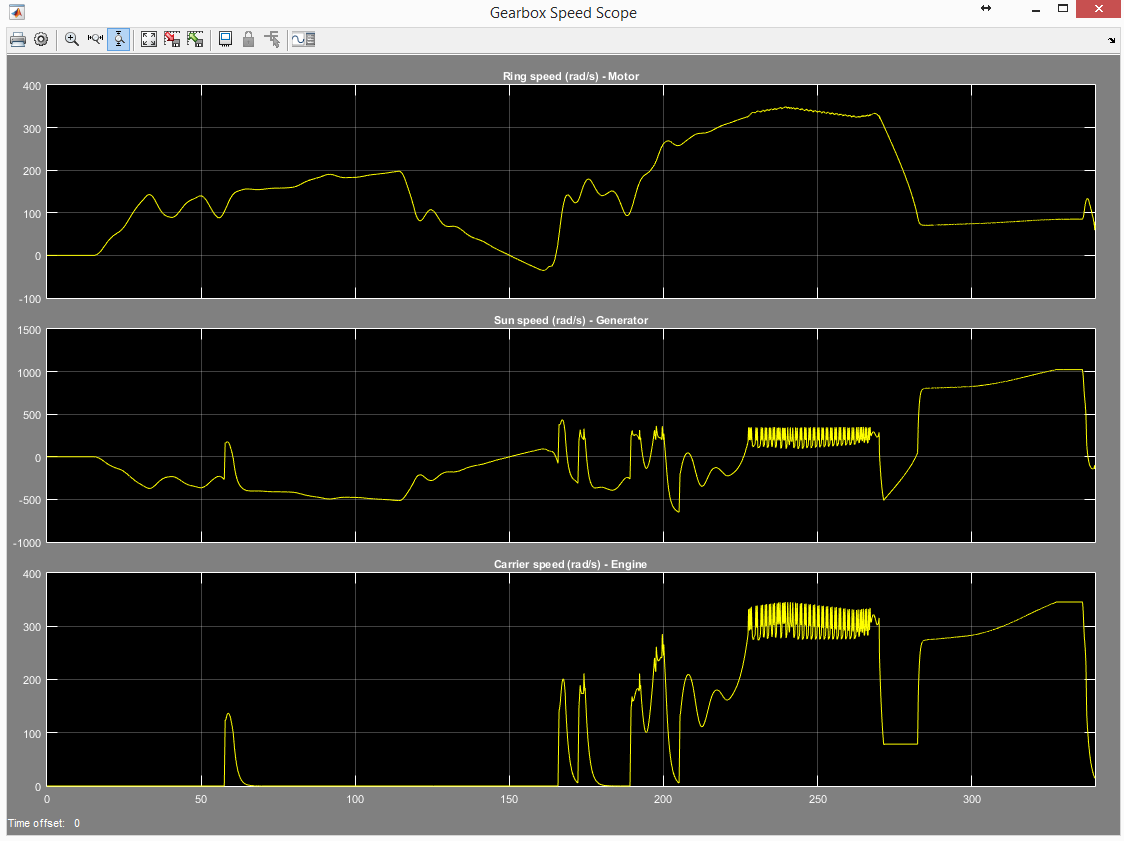 Gearbox Speed Scope
Ring speed (rad/s) - Motor
400
300
200
100
0
-100
Sun speed (rad/s) - Generator
1500
1000
500
0
-500
-1000
Carrier speed (rad/s) - Engine
400
300
200
100
0
0 50 100 150 200 250 300
Time offset: 0